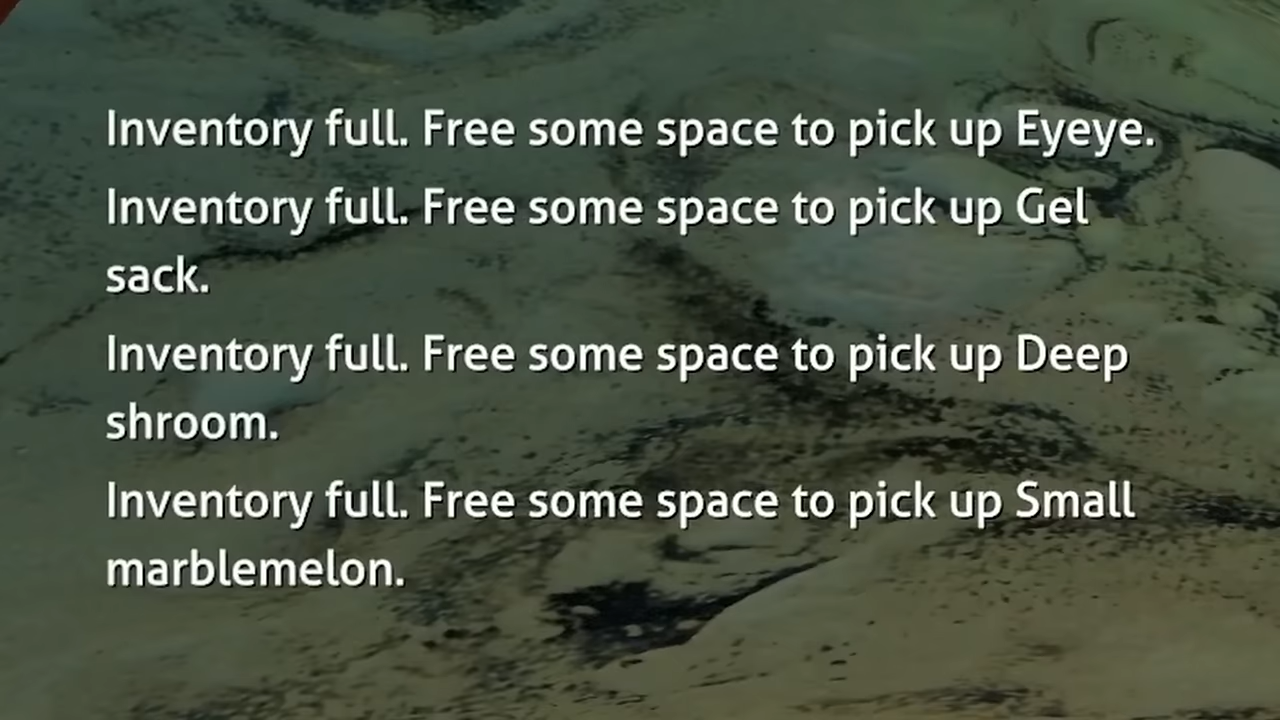 Inventory full. Free some space to pick up Eyeye.
Inventory full. Free some space to pick up Gel
sack.
Inventory full. Free some space to pick up Deep
shroom.
Inventory full. Free some space to pick up Small
marblemelon.